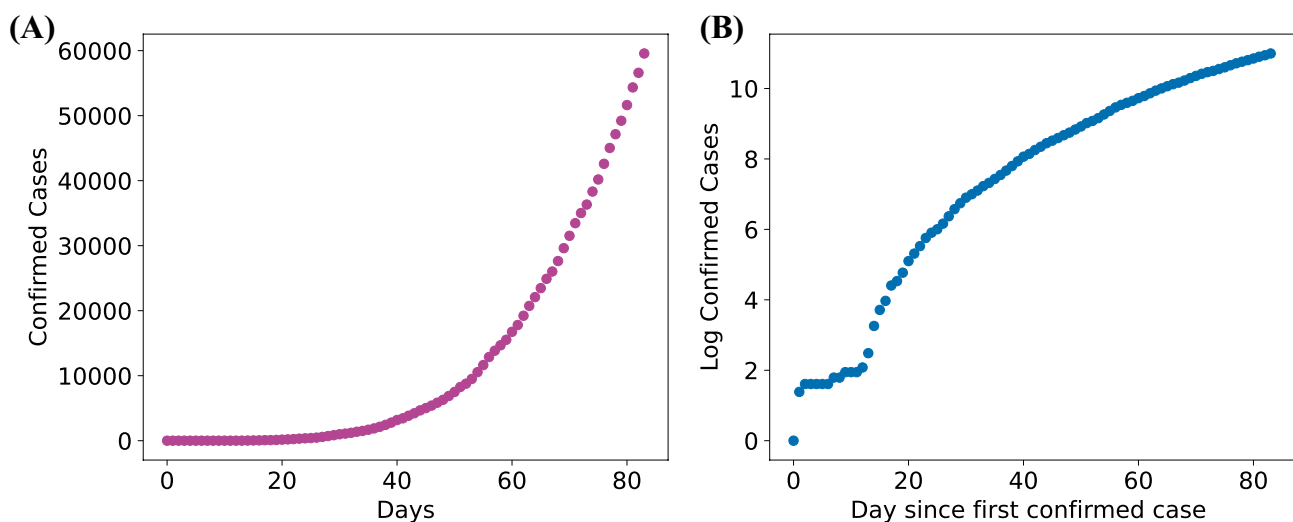 (A)
60000
50000
40000
30000
20000
10000
0
Confirmed Cases
0 20 40 60 80
Days
(B)
10
8
6
4
2
0
Log Confirmed Cases
0 20 40 60 80
Day since first confirmed case